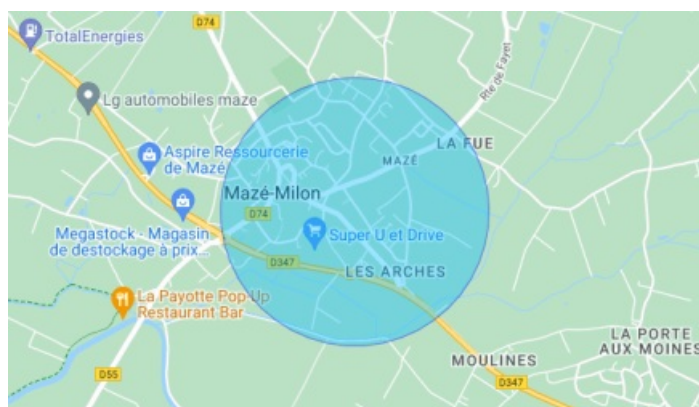 D74
TotalEnergies
Rte de Fayet
Lg automobiles maze
LA FUE
Aspire Ressourcerie
de Mazé
MAZÉ
Mazé-Milon
D74
Megastock - Magasin
de destockage à prix...
Super U et Drive
D347
LES ARCHES
La Payotte Pop-Up
Restaurant Bar
LA PORTE
AUX MOINES
MOULINES
D55
D347